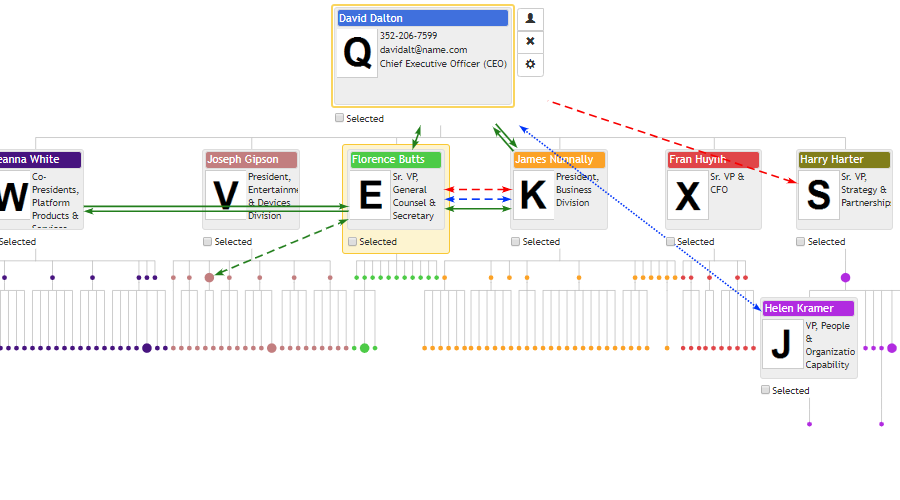 David Dalton
Q
352-206-7599
davidalt@name.com
Chief Executive Officer (CEO)
Selected
eanna White
W
Co-
Presidents,
Platform
Products &
Services
Selected
Joseph Gipson
V
President,
Entertainme
& Devices
Division
Selected
Florence Butts
E
Sr. VP,
General
Counsel &
Secretary
Selected
James Nunnally
K
President,
Business
Division
Selected
Fran Huynh
X
Sr. VP &
CFO
Selected
Harry Harter
S
Sr. VP,
Strategy &
Partnership
Selected
Helen Kramer
J
VP, People
&
Organizatio
Capability
Selected